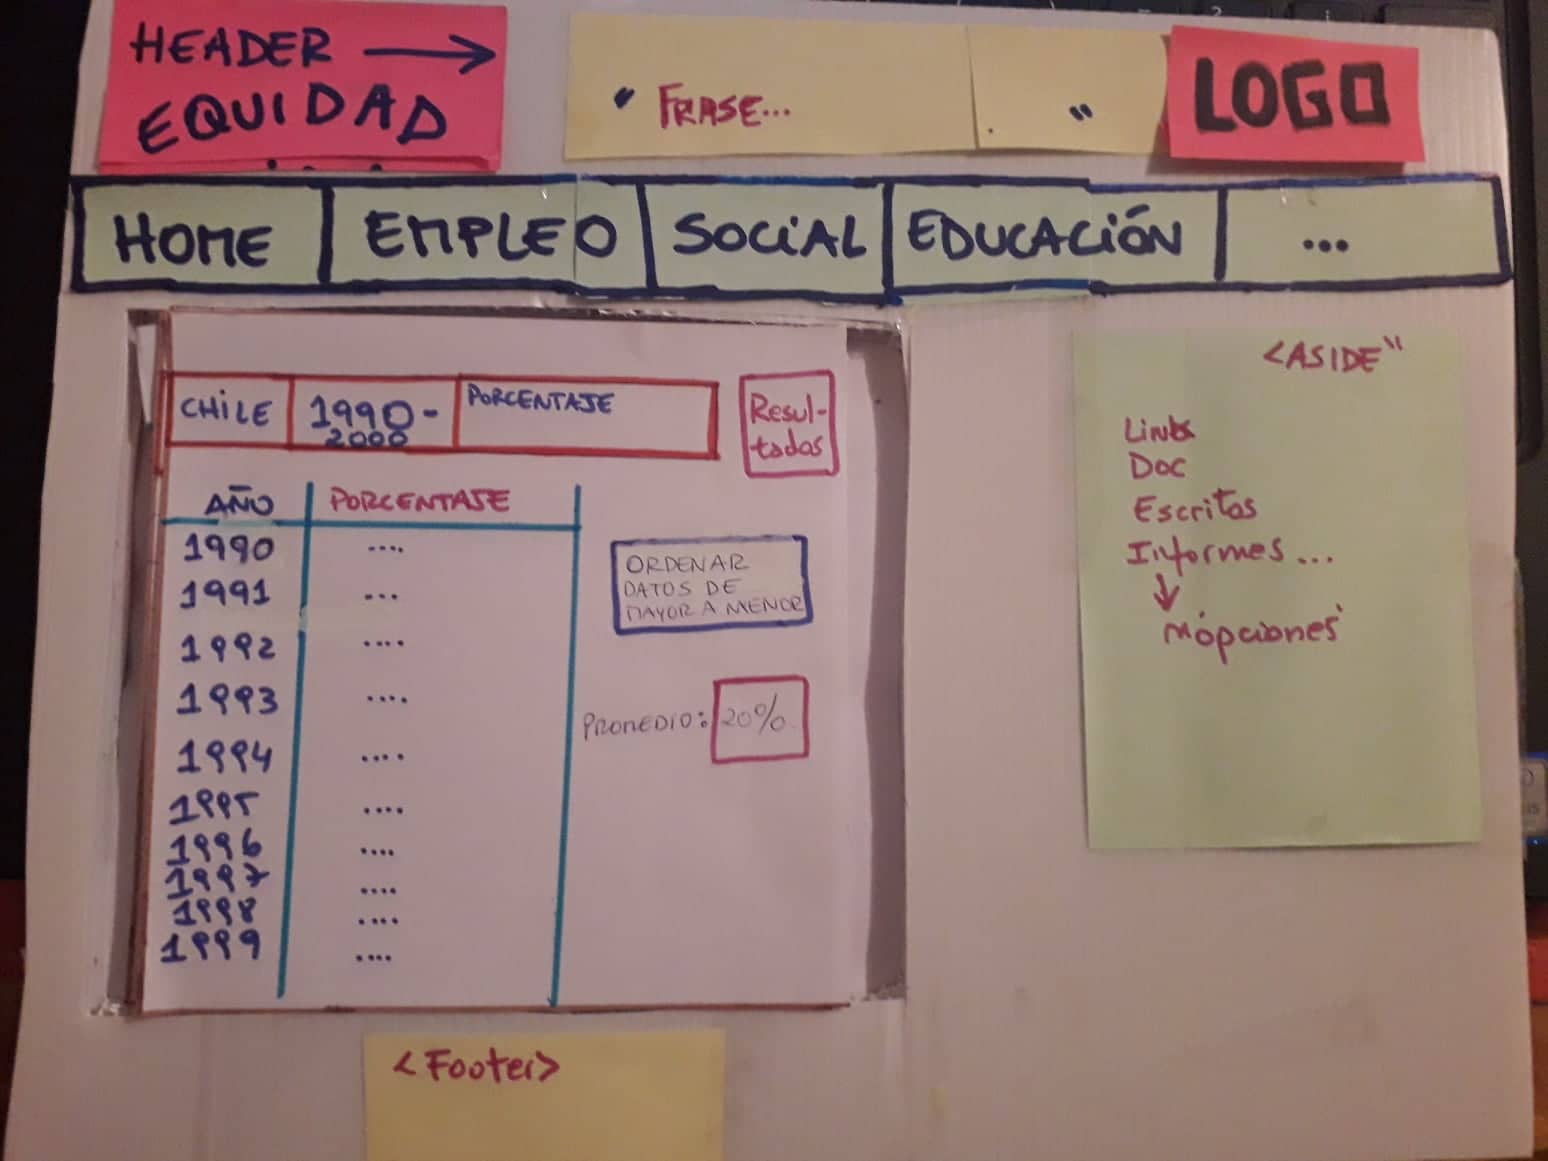 HEADER →
EQUIDAD
" FRASE... "
LOGO
HOME EMPLEO SOCIAL EDUCACIÓN ...
CHILE 1990-2000 PORCENTAJE
Resul-
tados
AÑO PORCENTAJE
1990 ....
1991 ...
1992 ....
1993 ....
1994 ....
1995 ....
1996 ....
1997 ....
1998 ....
1999 ....
ORDENAR
DATOS DE
MAYOR A MENOR
PROMEDIO: 20%
<ASIDE"
Links
Doc
Escritos
Informes ...
↓
opciones
<Footer>